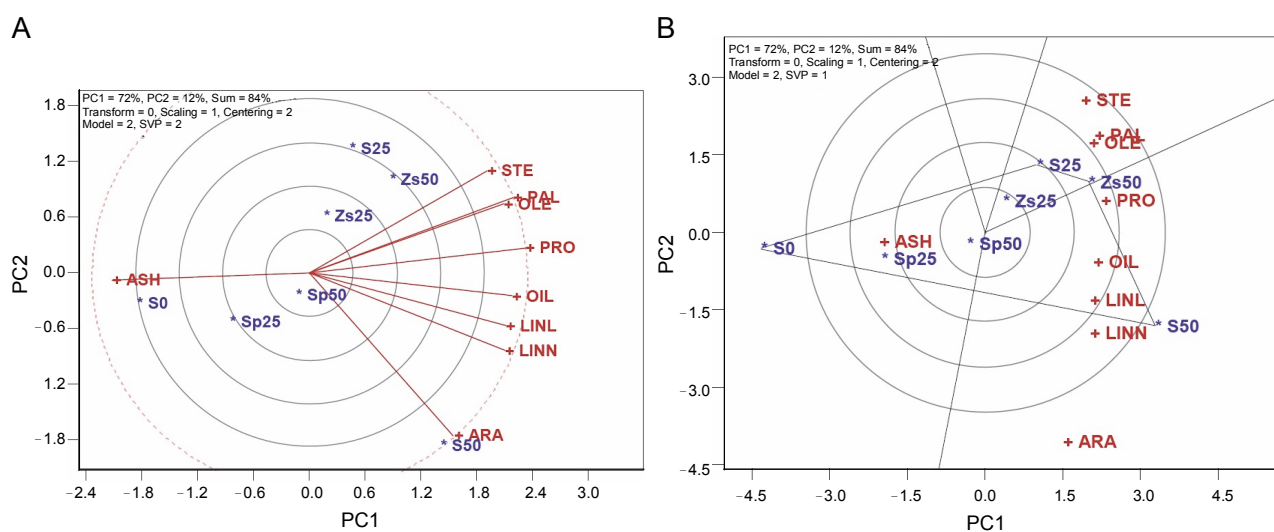 A
PC1 = 72%, PC2 = 12%, Sum = 84%
Transform = 0, Scaling = 1, Centering = 2
Model = 2, SVP = 2
PC2
1.8
1.2
0.6
0.0
−0.6
−1.2
−1.8
* S25
* Zs50
* Zs25
+ STE
+ PAL
+ OLE
+ PRO
+ ASH
* S0
* Sp50
* Sp25
+ OIL
+ LINL
+ LINN
+ ARA
* S50
−2.4 −1.8 −1.2 −0.6 0.0 0.6 1.2 1.8 2.4 3.0
PC1
B
PC1 = 72%, PC2 = 12%, Sum = 84%
Transform = 0, Scaling = 1, Centering = 2
Model = 2, SVP = 1
PC2
3.0
1.5
0.0
−1.5
−3.0
−4.5
+ STE
+ PAL
+ OLE
* S25
* Zs50
* Zs25
+ PRO
* S0
+ ASH
* Sp50
* Sp25
+ OIL
+ LINL
* S50
+ LINN
+ ARA
−4.5 −3.0 −1.5 0.0 1.5 3.0 4.5
PC1